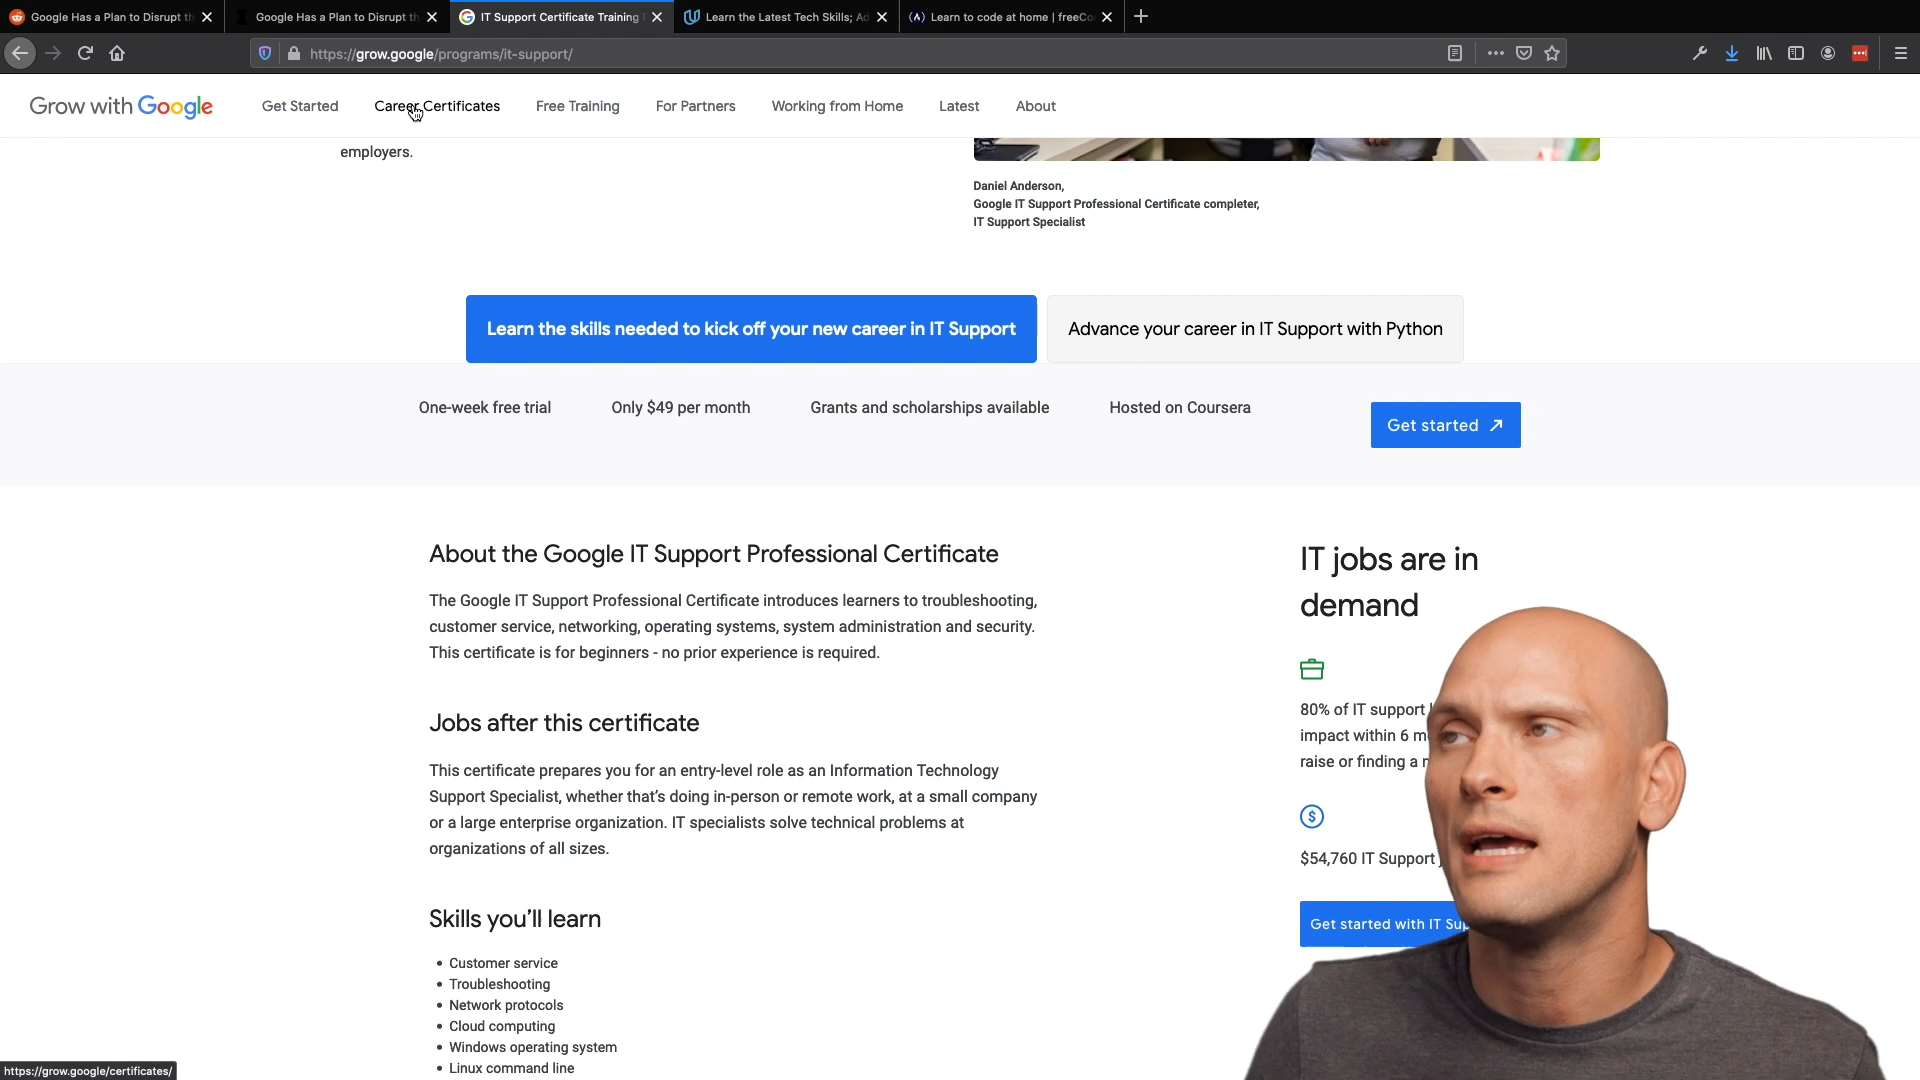 Google Has a Plan to Disrupt th
Google Has a Plan to Disrupt th
IT Support Certificate Training
Learn the Latest Tech Skills; Ad
Learn to code at home | freeCo
https://grow.google/programs/it-support/
Grow with Google
Get Started
Career Certificates
Free Training
For Partners
Working from Home
Latest
About
employers.
Daniel Anderson,
Google IT Support Professional Certificate completer,
IT Support Specialist
Learn the skills needed to kick off your new career in IT Support
Advance your career in IT Support with Python
One-week free trial
Only $49 per month
Grants and scholarships available
Hosted on Coursera
Get started
About the Google IT Support Professional Certificate
The Google IT Support Professional Certificate introduces learners to troubleshooting,
customer service, networking, operating systems, system administration and security.
This certificate is for beginners - no prior experience is required.
Jobs after this certificate
This certificate prepares you for an entry-level role as an Information Technology
Support Specialist, whether that's doing in-person or remote work, at a small company
or a large enterprise organization. IT specialists solve technical problems at
organizations of all sizes.
Skills you'll learn
• Customer service
• Troubleshooting
• Network protocols
• Cloud computing
• Windows operating system
• Linux command line
IT jobs are in
demand
80% of IT support
impact within 6 m
raise or finding a
$54,760 IT Support
Get started with IT Sup
https://grow.google/certificates/